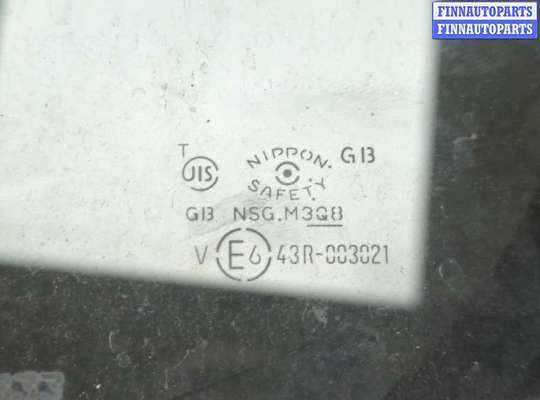 FINNAUTOPARTS
FINNAUTOPARTS
T
JIS
NIPPON.
SAFETY
GB
GB NSG.M3Q8
V E6 43R-003021